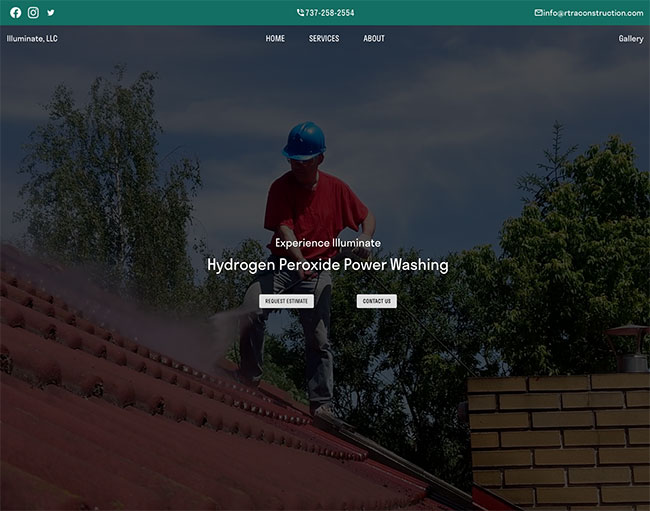 737-258-2554
info@rtraconstruction.com
Illuminate, LLC
HOME
SERVICES
ABOUT
Gallery
Experience Illuminate
Hydrogen Peroxide Power Washing
REQUEST ESTIMATE
CONTACT US